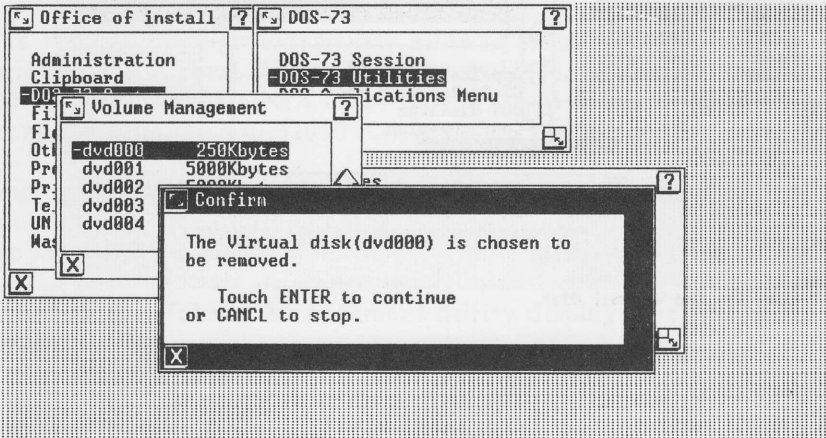 Office of install ?
DOS-73 ?
Administration
Clipboard
DOS-73 Session
-DOS-73 Utilities
Menu
Volume Management ?
-dvd000 250Kbytes
dvd001 5000Kbytes
dvd002
dvd003
dvd004
UN
X
X
?
Confirm
The Virtual disk(dvd000) is chosen to
be removed.
Touch ENTER to continue
or CANCL to stop.
X